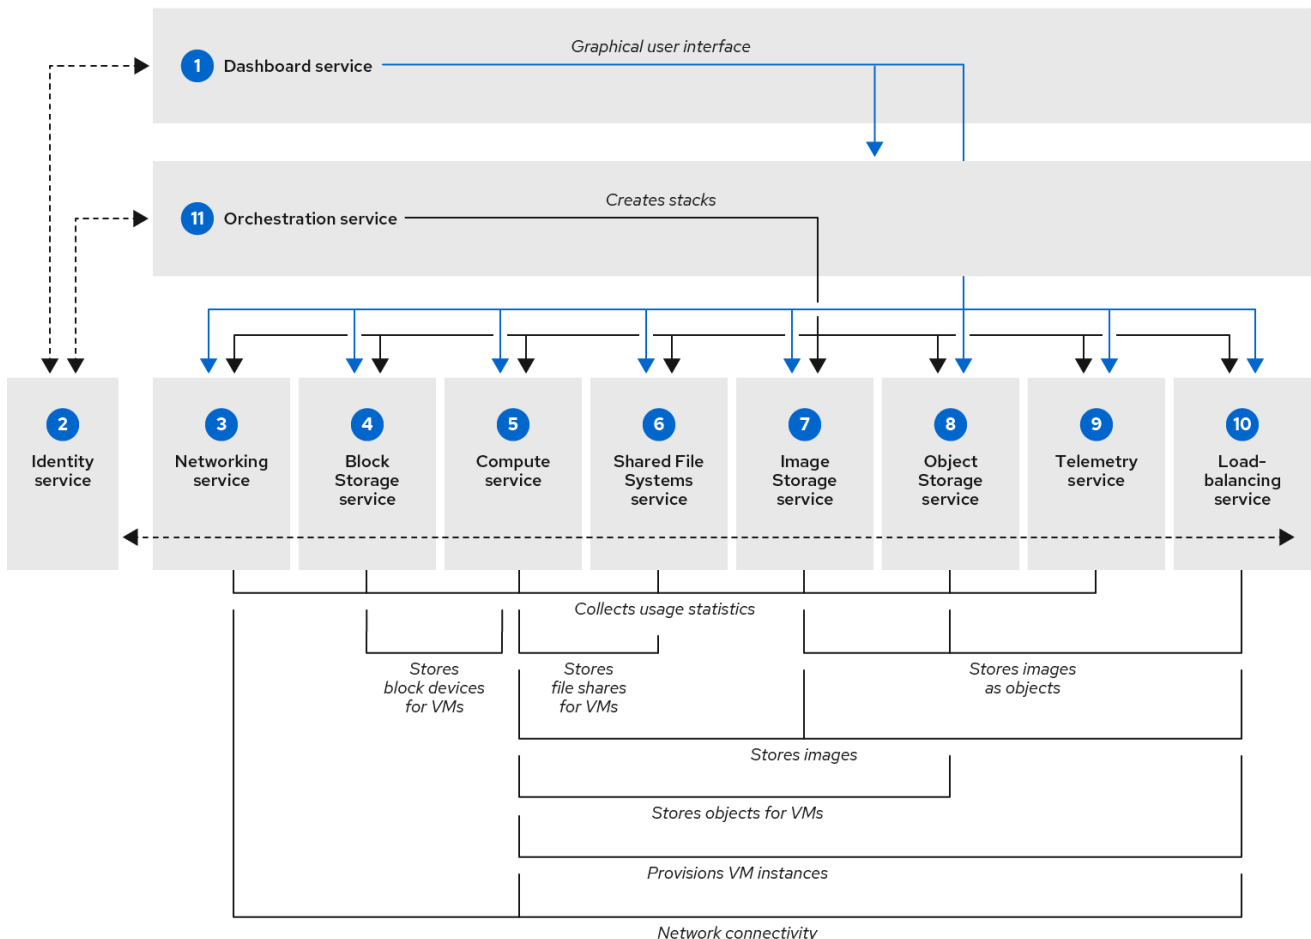 Graphical user interface
1 Dashboard service
Creates stacks
11 Orchestration service
2
Identity
service
3
Networking
service
4
Block
Storage
service
5
Compute
service
6
Shared File
Systems
service
7
Image
Storage
service
8
Object
Storage
service
9
Telemetry
service
10
Load-
balancing
service
Collects usage statistics
Stores
block devices
for VMs
Stores
file shares
for VMs
Stores images
as objects
Stores images
Stores objects for VMs
Provisions VM instances
Network connectivity